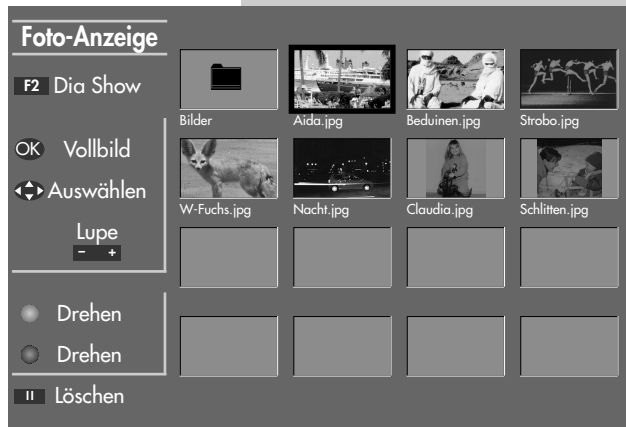 Foto-Anzeige
F2 Dia Show
OK Vollbild
Auswählen
Lupe
- +
Drehen
Drehen
II Löschen
Bilder Aida.jpg Beduinen.jpg Strobo.jpg
W-Fuchs.jpg Nacht.jpg Claudia.jpg Schlitten.jpg